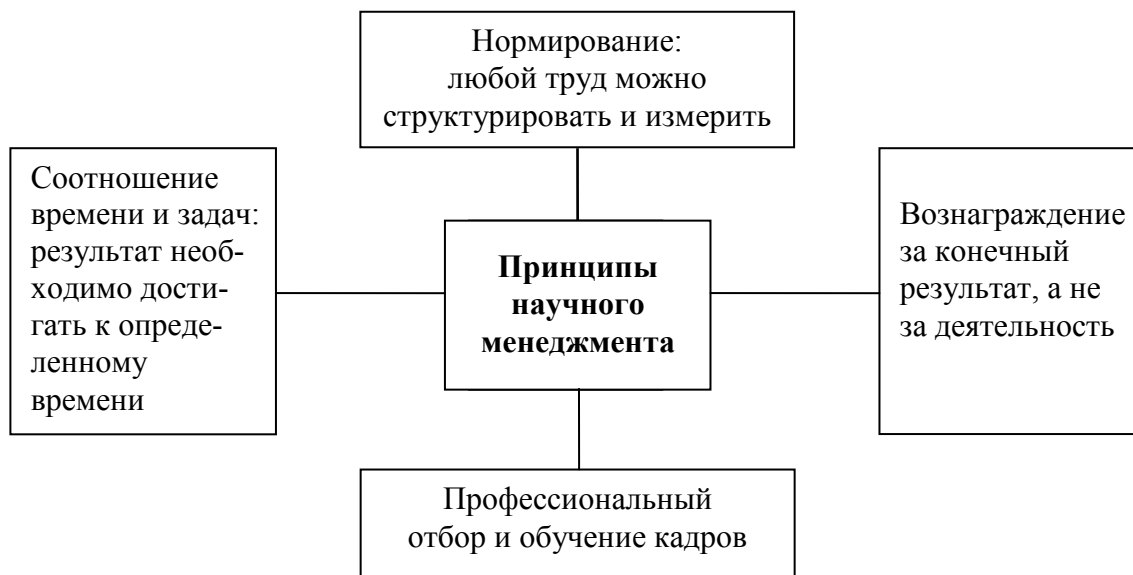 Нормирование:
любой труд можно
структурировать и измерить
Соотношение
времени и задач:
результат необ-
ходимо дости-
гать к опреде-
ленному
времени
Принципы
научного
менеджмента
Вознаграждение
за конечный
результат, а не
за деятельность
Профессиональный
отбор и обучение кадров